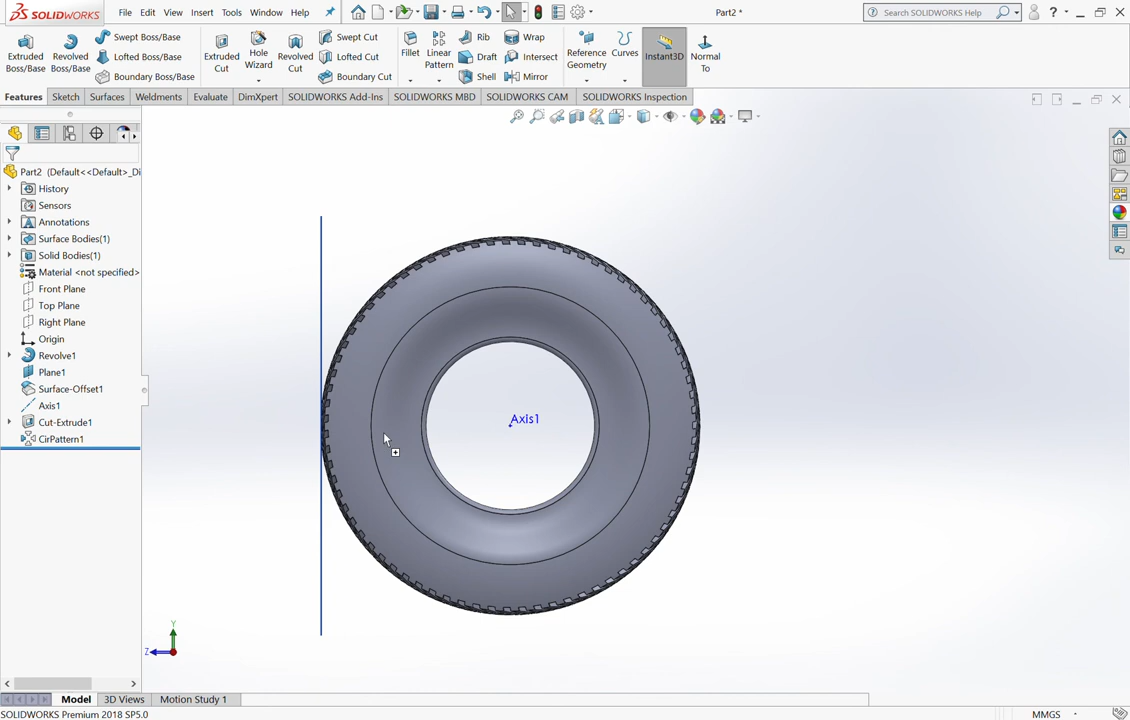 SOLIDWORKS File Edit View Insert Tools Window Help Part2 * Search SOLIDWORKS Help
Extruded Boss/Base
Revolved Boss/Base
Swept Boss/Base
Lofted Boss/Base
Boundary Boss/Base
Extruded Cut
Hole Wizard
Revolved Cut
Swept Cut
Lofted Cut
Boundary Cut
Fillet
Linear Pattern
Rib
Draft
Shell
Wrap
Intersect
Mirror
Reference Geometry
Curves
Instant3D
Normal To
Features Sketch Surfaces Weldments Evaluate DimXpert SOLIDWORKS Add-Ins SOLIDWORKS MBD SOLIDWORKS CAM SOLIDWORKS Inspection
Part2 (Default<<Default>_Di
History
Sensors
Annotations
Surface Bodies(1)
Solid Bodies(1)
Material <not specified>
Front Plane
Top Plane
Right Plane
Origin
Revolve1
Plane1
Surface-Offset1
Axis1
Cut-Extrude1
CirPattern1
Axis1
Y
Z
Model 3D Views Motion Study 1
SOLIDWORKS Premium 2018 SP5.0 MMGS